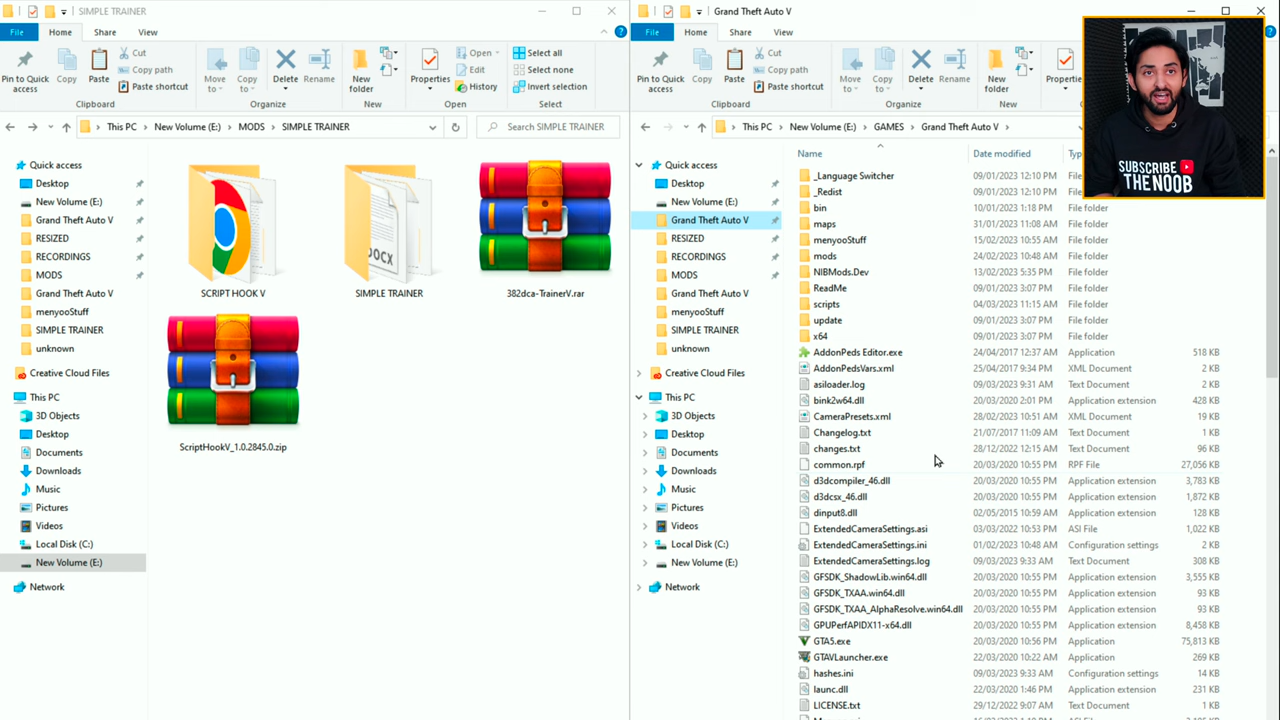 SIMPLE TRAINER
File Home Share View
Pin to Quick access
Copy
Paste
Cut
Copy path
Paste shortcut
Clipboard
Move to
Copy to
Delete
Rename
Organize
New folder
New
Properties
Open
Edit
History
Open
Select all
Select none
Invert selection
Select
This PC New Volume (E:) MODS SIMPLE TRAINER
Search SIMPLE TRAINER
Quick access
Desktop
New Volume (E:)
Grand Theft Auto V
RESIZED
RECORDINGS
MODS
Grand Theft Auto V
menyooStuff
SIMPLE TRAINER
unknown
Creative Cloud Files
This PC
3D Objects
Desktop
Documents
Downloads
Music
Pictures
Videos
Local Disk (C:)
New Volume (E:)
Network
SCRIPT HOOK V
DOCX
SIMPLE TRAINER
382dca-TrainerV.rar
ScriptHookV_1.0.2845.0.zip
Grand Theft Auto V
File Home Share View
Pin to Quick access
Copy
Paste
Cut
Copy path
Paste shortcut
Clipboard
Move to
Copy to
Delete
Rename
Organize
New folder
New
Properties
This PC New Volume (E:) GAMES Grand Theft Auto V
SUBSCRIBE
THE NOOB
Quick access
Desktop
New Volume (E:)
Grand Theft Auto V
RESIZED
RECORDINGS
MODS
Grand Theft Auto V
menyooStuff
SIMPLE TRAINER
unknown
Creative Cloud Files
This PC
3D Objects
Desktop
Documents
Downloads
Music
Pictures
Videos
Local Disk (C:)
New Volume (E:)
Network
Name Date modified
_Language Switcher 09/01/2023 12:10 PM File folder
_Redist 09/01/2023 12:10 PM File folder
bin 10/01/2023 1:18 PM File folder
maps 31/01/2023 11:08 AM File folder
menyooStuff 15/02/2023 10:55 AM File folder
mods 24/02/2023 10:48 AM File folder
NIBMods.Dev 13/02/2023 5:35 PM File folder
ReadMe 09/01/2023 3:07 PM File folder
scripts 04/03/2023 11:15 AM File folder
update 09/01/2023 3:07 PM File folder
x64 09/01/2023 3:07 PM File folder
AddonPeds Editor.exe 24/04/2017 12:37 AM Application 518 KB
AddonPedsVars.xml 25/04/2017 9:34 PM XML Document 2 KB
asiloader.log 09/03/2023 9:31 AM Text Document 2 KB
bink2w64.dll 20/03/2020 2:01 PM Application extension 428 KB
CameraPresets.xml 28/02/2023 10:51 AM XML Document 19 KB
Changelog.txt 21/07/2017 11:09 AM Text Document 1 KB
changes.txt 28/12/2022 12:15 AM Text Document 96 KB
common.rpf 20/03/2020 10:55 PM RPF File 27,056 KB
d3dcompiler_46.dll 20/03/2020 10:55 PM Application extension 3,783 KB
d3dcsx_46.dll 20/03/2020 10:55 PM Application extension 1,872 KB
dinput8.dll 02/05/2015 10:59 AM Application extension 128 KB
ExtendedCameraSettings.asi 03/03/2022 10:53 PM ASI File 1,022 KB
ExtendedCameraSettings.ini 01/02/2023 10:48 AM Configuration settings 2 KB
ExtendedCameraSettings.log 09/03/2023 9:33 AM Text Document 308 KB
GFSDK_ShadowLib.win64.dll 20/03/2020 10:55 PM Application extension 3,555 KB
GFSDK_TXAA.win64.dll 20/03/2020 10:55 PM Application extension 93 KB
GFSDK_TXAA_AlphaResolve.win64.dll 20/03/2020 10:55 PM Application extension 93 KB
GPUPerfAPIDX11-x64.dll 20/03/2020 10:55 PM Application extension 8,458 KB
GTA5.exe 20/03/2020 10:56 PM Application 75,813 KB
GTAVLauncher.exe 22/03/2020 10:22 AM Application 269 KB
hashes.ini 09/03/2023 9:33 AM Configuration settings 14 KB
launc.dll 22/03/2020 1:46 PM Application extension 231 KB
LICENSE.txt 29/12/2022 10:08 AM Text Document 1 KB